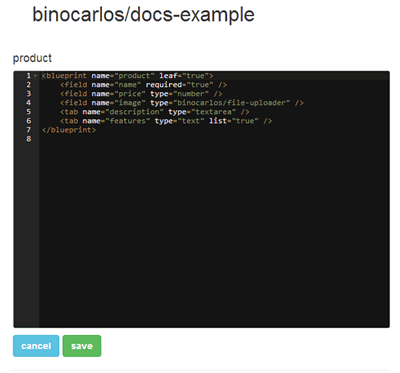 binocarlos/docs-example
product
1 <blueprint name="product" leaf="true">
2 <field name="name" required="true" />
3 <field name="price" type="number" />
4 <field name="image" type="binocarlos/file-uploader" />
5 <tab name="description" type="textarea" />
6 <tab name="features" type="text" list="true" />
7 </blueprint>
8
cancel save